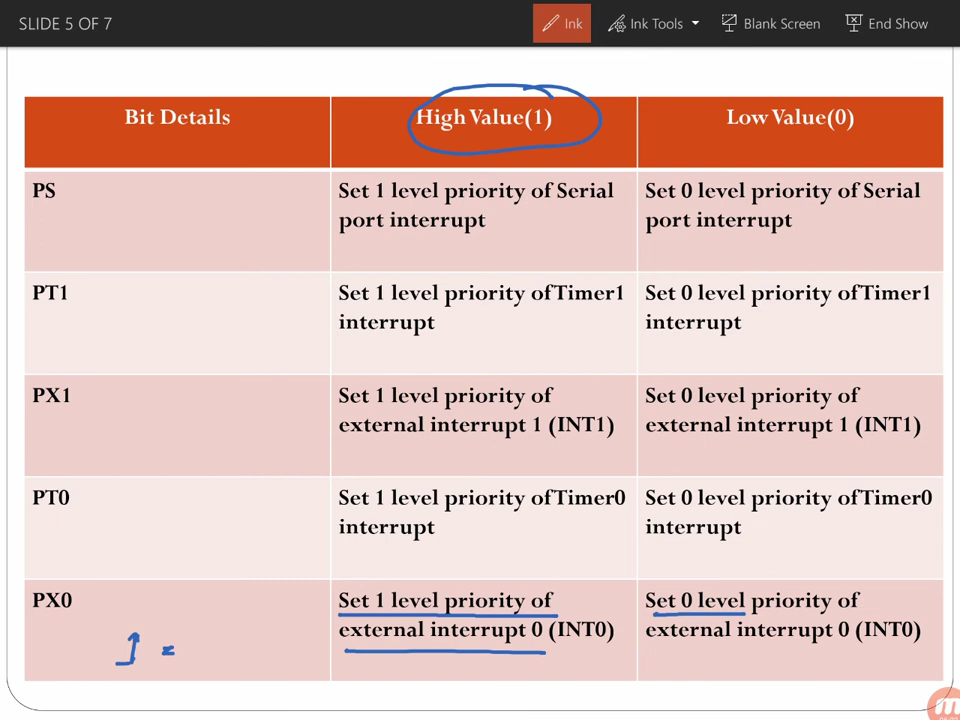 SLIDE 5 OF 7
Ink
Ink Tools
Blank Screen
End Show
Bit Details
High Value(1)
Low Value(0)
PS
Set 1 level priority of Serial
port interrupt
Set 0 level priority of Serial
port interrupt
PT1
Set 1 level priority of Timer1
interrupt
Set 0 level priority of Timer1
interrupt
PX1
Set 1 level priority of
external interrupt 1 (INT1)
Set 0 level priority of
external interrupt 1 (INT1)
PT0
Set 1 level priority of Timer0
interrupt
Set 0 level priority of Timer0
interrupt
PX0
Set 1 level priority of
external interrupt 0 (INT0)
Set 0 level priority of
external interrupt 0 (INT0)